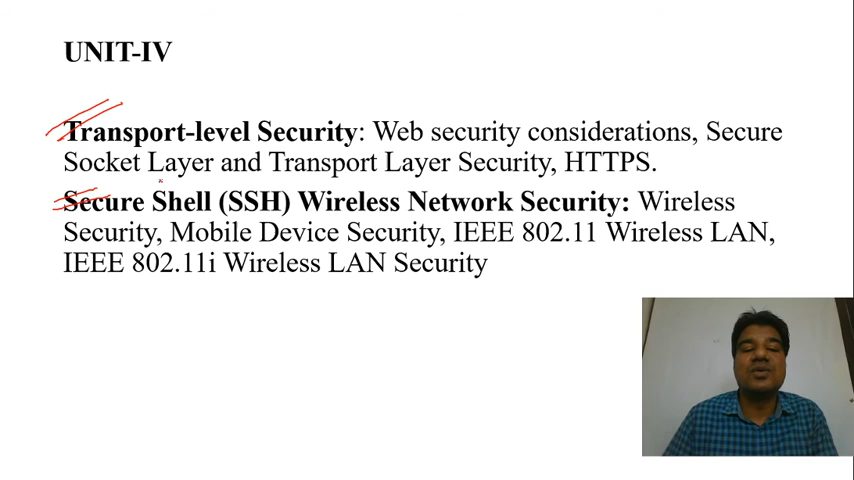 UNIT-IV
Transport-level Security: Web security considerations, Secure
Socket Layer and Transport Layer Security, HTTPS.
Secure Shell (SSH) Wireless Network Security: Wireless
Security, Mobile Device Security, IEEE 802.11 Wireless LAN,
IEEE 802.11i Wireless LAN Security